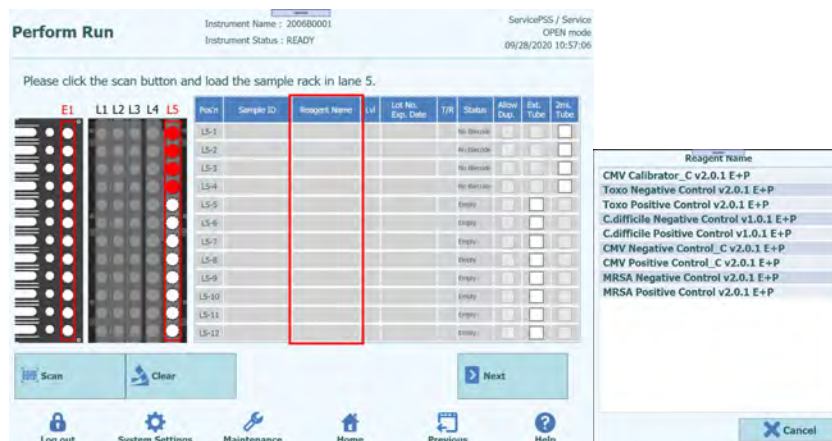 Perform Run
Instrument Name : 2006B0001
Instrument Status : READY
ServicePSS / Service
OPEN mode
09/28/2020 10:57:06
Please click the scan button and load the sample rack in lane 5.
E1 L1 L2 L3 L4 L5
Pos'n Sample ID Reagent Name Lvl Lot No. Exp. Date T/R Status Allow Dup. Ext. Tube 2mL Tube
L5-1 No Barcode
L5-2 No Barcode
L5-3 No Barcode
L5-4 No Barcode
L5-5 Empty
L5-6 Empty
L5-7 Empty
L5-8 Empty
L5-9 Empty
L5-10 Empty
L5-11 Empty
L5-12 Empty
Scan
Clear
Next
Log out
System Settings
Maintenance
Home
Previous
Help
Reagent Name
CMV Calibrator_C v2.0.1 E+P
Toxo Negative Control v2.0.1 E+P
Toxo Positive Control v2.0.1 E+P
C.difficile Negative Control v1.0.1 E+P
C.difficile Positive Control v1.0.1 E+P
CMV Negative Control_C v2.0.1 E+P
CMV Positive Control_C v2.0.1 E+P
MRSA Negative Control v2.0.1 E+P
MRSA Positive Control v2.0.1 E+P
Cancel